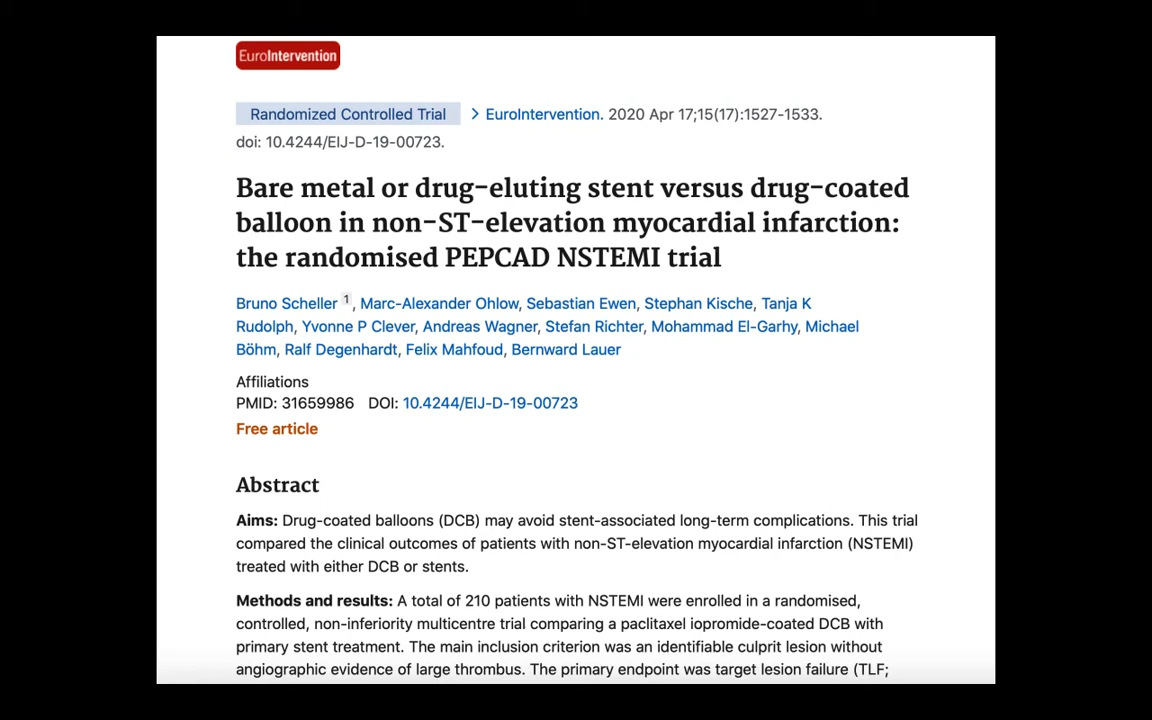 EuroIntervention
Randomized Controlled Trial > EuroIntervention. 2020 Apr 17;15(17):1527-1533.
doi: 10.4244/EIJ-D-19-00723.
Bare metal or drug-eluting stent versus drug-coated
balloon in non-ST-elevation myocardial infarction:
the randomised PEPCAD NSTEMI trial
Bruno Scheller 1, Marc-Alexander Ohlow, Sebastian Ewen, Stephan Kische, Tanja K
Rudolph, Yvonne P Clever, Andreas Wagner, Stefan Richter, Mohammad El-Garhy, Michael
Böhm, Ralf Degenhardt, Felix Mahfoud, Bernward Lauer
Affiliations
PMID: 31659986 DOI: 10.4244/EIJ-D-19-00723
Free article
Abstract
Aims: Drug-coated balloons (DCB) may avoid stent-associated long-term complications. This trial
compared the clinical outcomes of patients with non-ST-elevation myocardial infarction (NSTEMI)
treated with either DCB or stents.
Methods and results: A total of 210 patients with NSTEMI were enrolled in a randomised,
controlled, non-inferiority multicentre trial comparing a paclitaxel iopromide-coated DCB with
primary stent treatment. The main inclusion criterion was an identifiable culprit lesion without
angiographic evidence of large thrombus. The primary endpoint was target lesion failure (TLF;